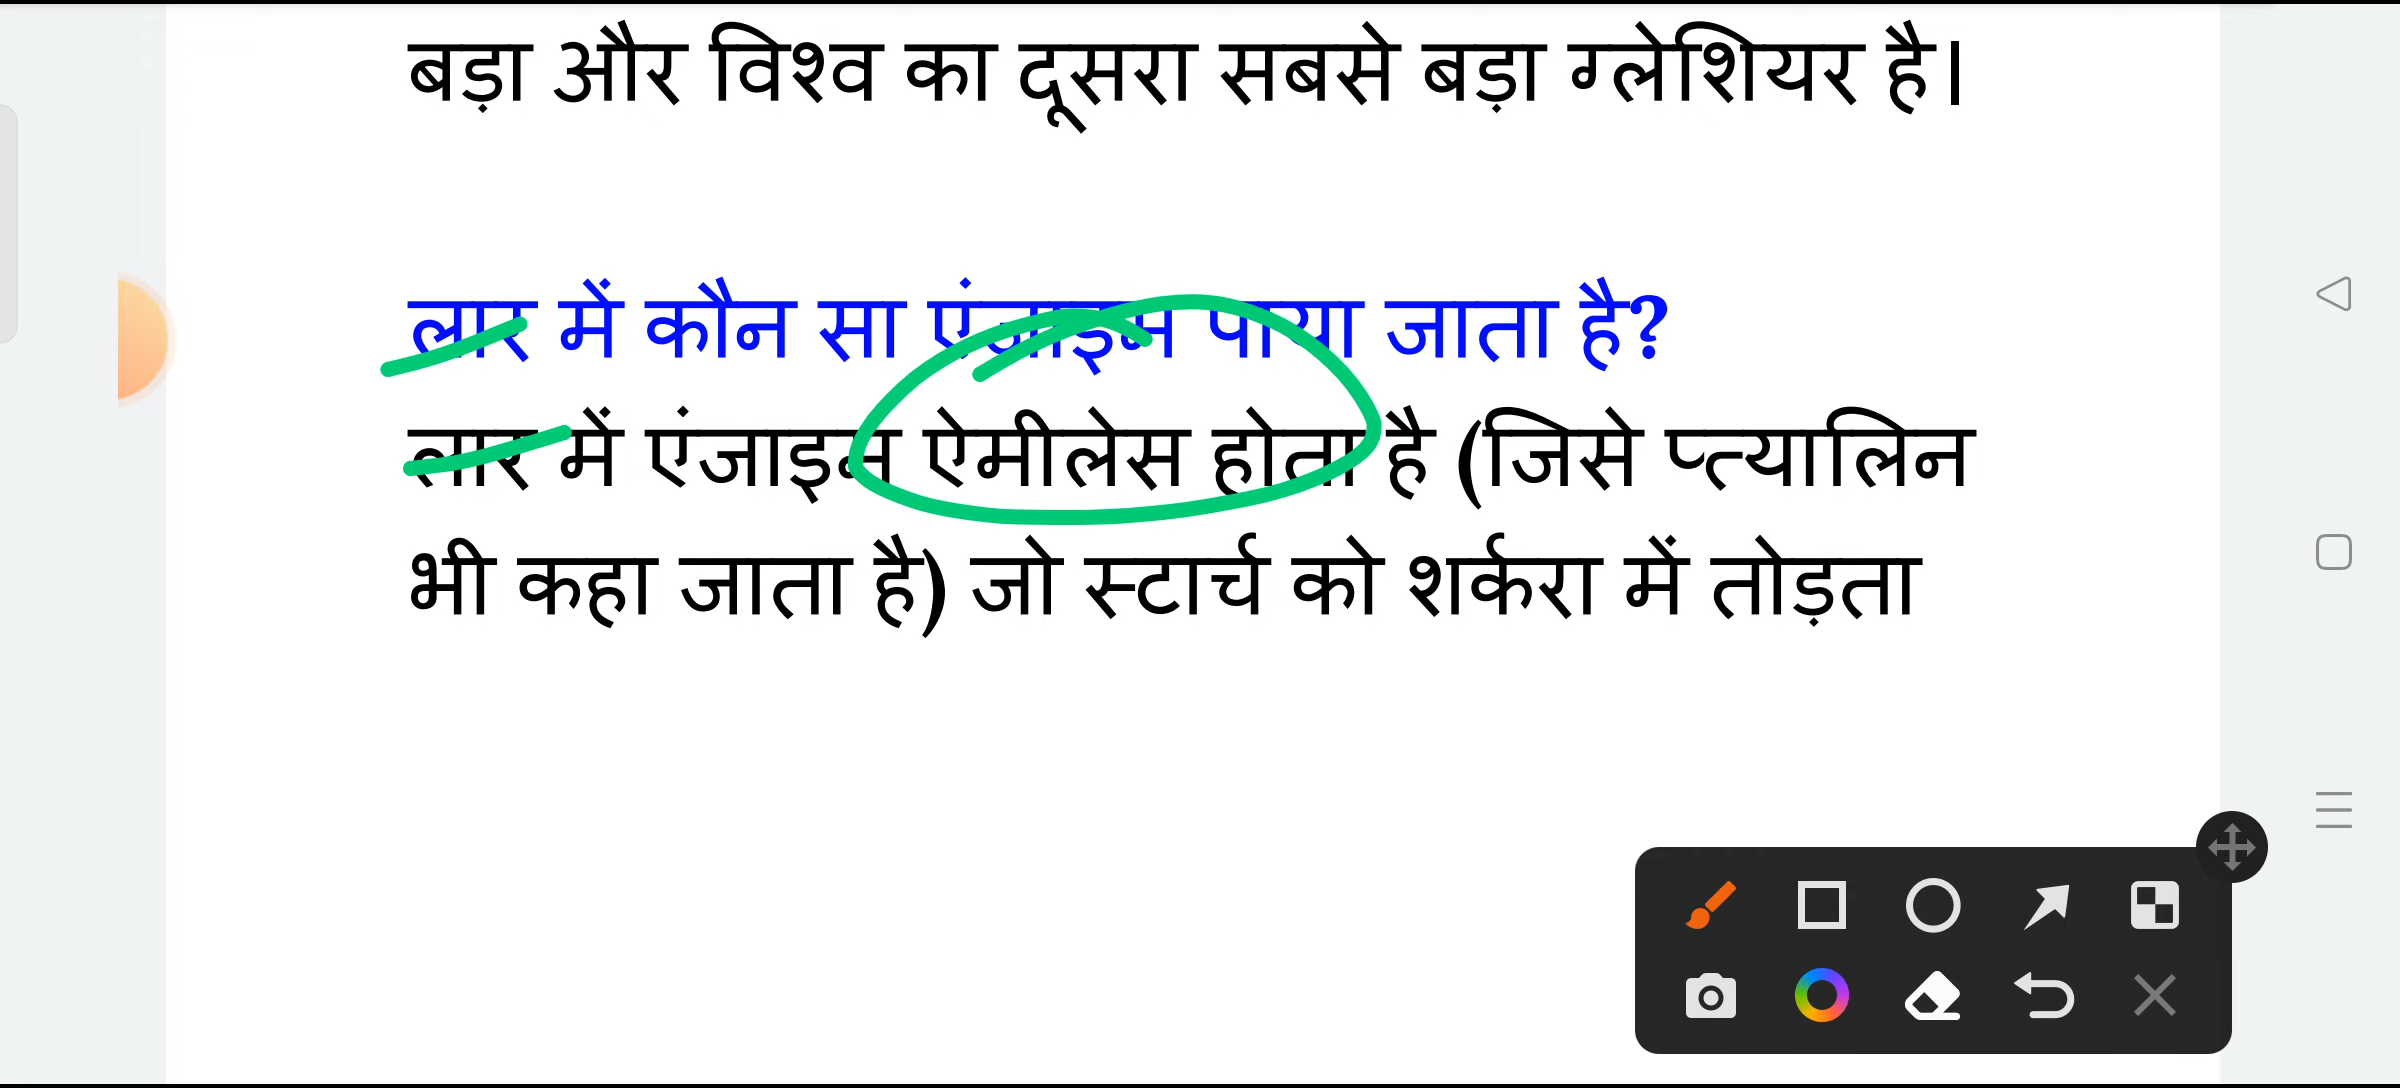 बड़ा और विश्व का दूसरा सबसे बड़ा ग्लेशियर है।
लार में कौन सा एंजाइम पाया जाता है?
लार में एंजाइम ऐमीलेस होता है (जिसे प्त्यालिन
भी कहा जाता है) जो स्टार्च को शर्करा में तोड़ता